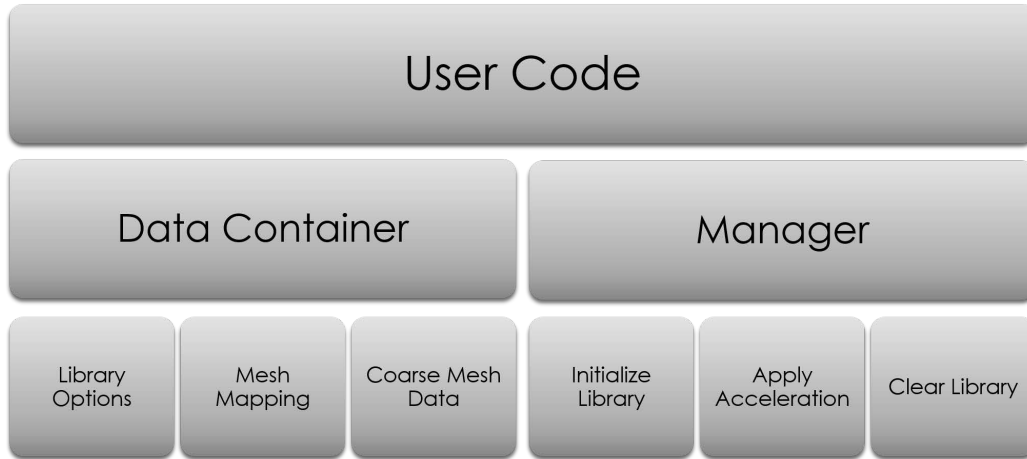 User Code
Data Container
Manager
Library
Options
Mesh
Mapping
Coarse Mesh
Data
Initialize
Library
Apply
Acceleration
Clear Library